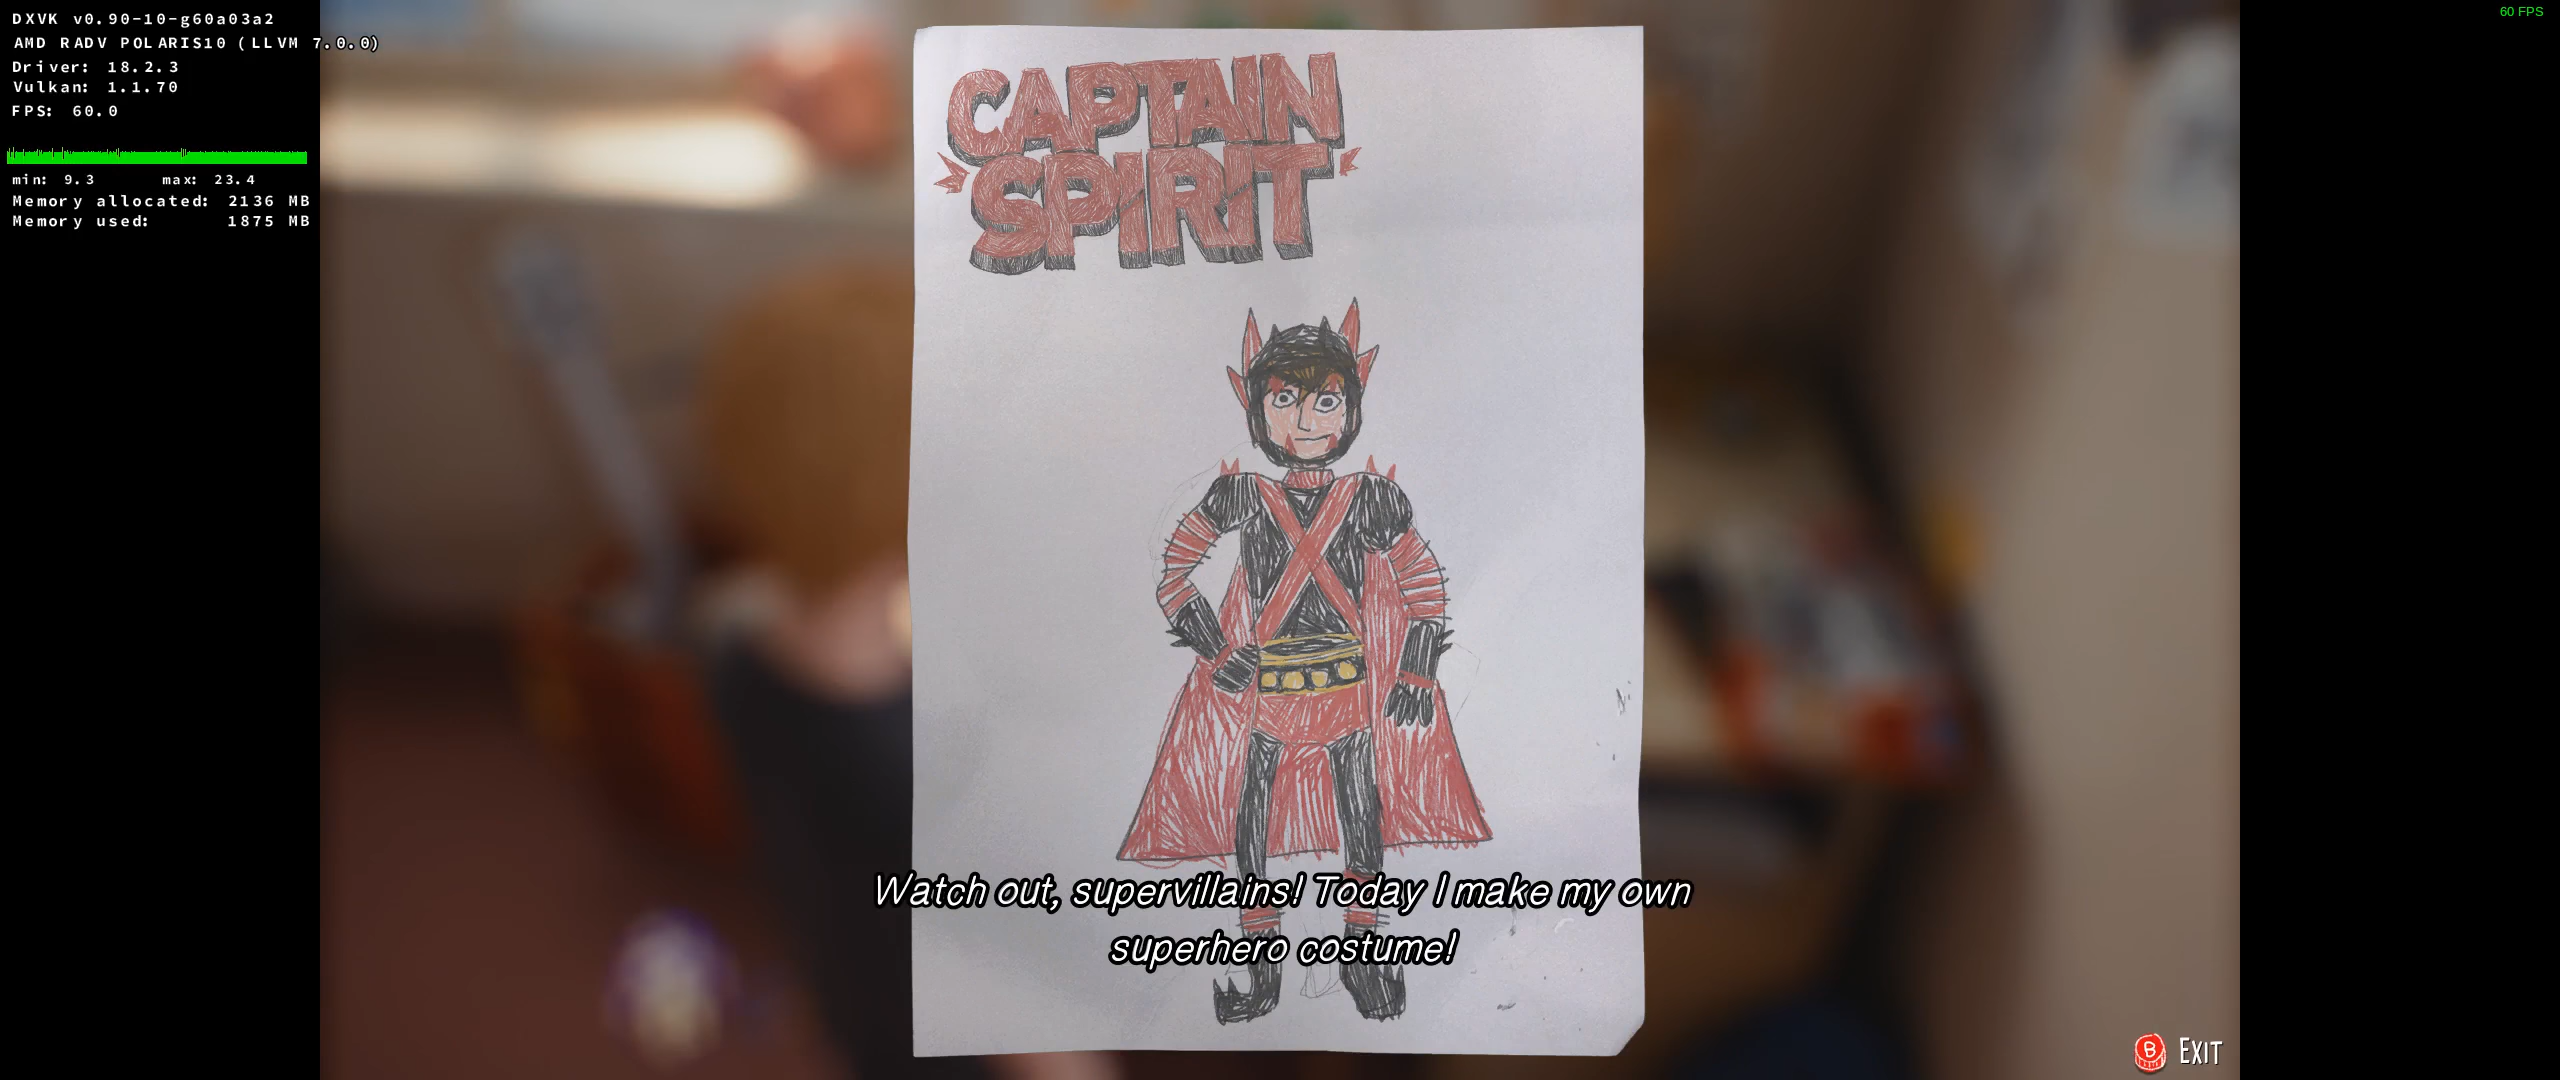 DXVK v0.90-10-g60a03a2
AMD RADV POLARIS10 (LLVM 7.0.0)
Driver: 18.2.3
Vulkan: 1.1.70
FPS: 60.0
min: 9.3 max: 23.4
Memory allocated: 2136 MB
Memory used: 1875 MB
60 FPS
CAPTAIN
SPIRIT
Watch out, supervillains! Today I make my own
superhero costume!
B EXIT